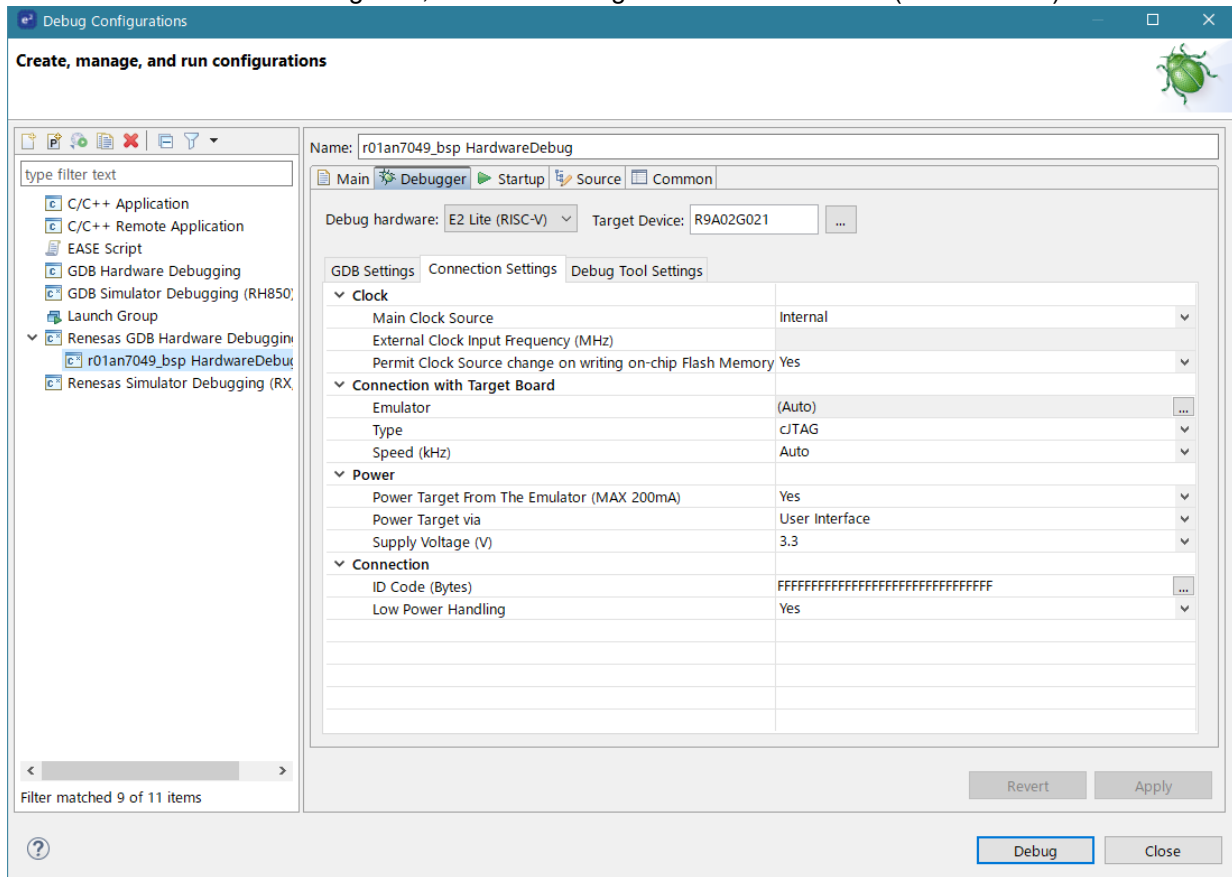 Debug Configurations
Create, manage, and run configurations
type filter text
C/C++ Application
C/C++ Remote Application
EASE Script
GDB Hardware Debugging
GDB Simulator Debugging (RH850)
Launch Group
Renesas GDB Hardware Debuggin
r01an7049_bsp HardwareDebug
Renesas Simulator Debugging (RX,
Filter matched 9 of 11 items
Name: r01an7049_bsp HardwareDebug
Main Debugger Startup Source Common
Debug hardware: E2 Lite (RISC-V) Target Device: R9A02G021 ...
GDB Settings Connection Settings Debug Tool Settings
Clock
Main Clock Source Internal
External Clock Input Frequency (MHz)
Permit Clock Source change on writing on-chip Flash Memory Yes
Connection with Target Board
Emulator (Auto) ...
Type cJTAG
Speed (kHz) Auto
Power
Power Target From The Emulator (MAX 200mA) Yes
Power Target via User Interface
Supply Voltage (V) 3.3
Connection
ID Code (Bytes) FFFFFFFFFFFFFFFFFFFFFFFFFFFFFFFF ...
Low Power Handling Yes
Revert Apply
Debug Close